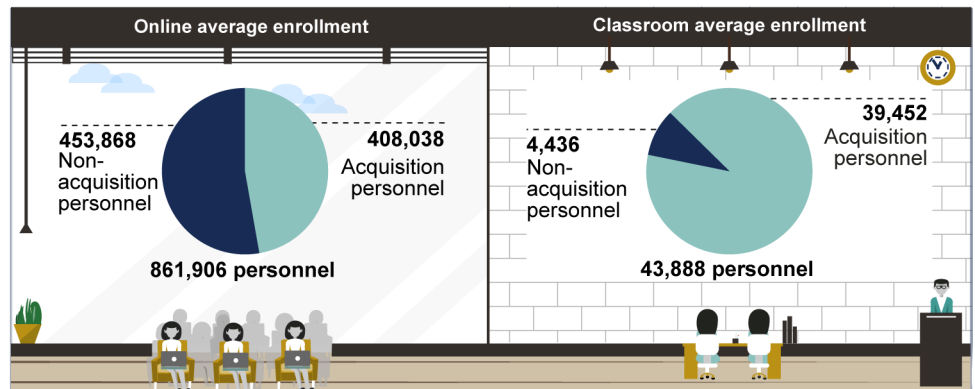 Online average enrollment
453,868
Non-
acquisition
personnel
408,038
Acquisition
personnel
861,906 personnel
Classroom average enrollment
4,436
Non-
acquisition
personnel
39,452
Acquisition
personnel
43,888 personnel